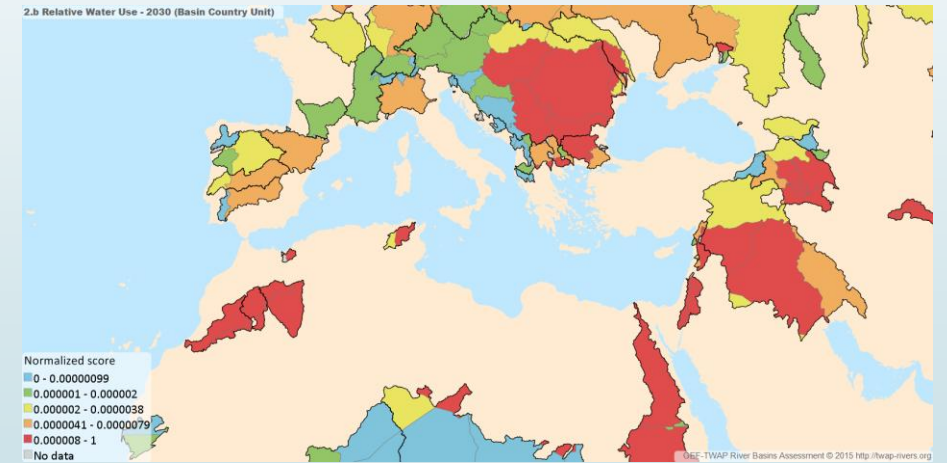 2.b Relative Water Use - 2030 (Basin Country Unit)
Normalized score
0 - 0.00000099
0.000001 - 0.000002
0.000002 - 0.0000038
0.0000041 - 0.0000079
0.000008 - 1
No data
GEF-TWAP River Basins Assessment © 2015 http://twap-rivers.org